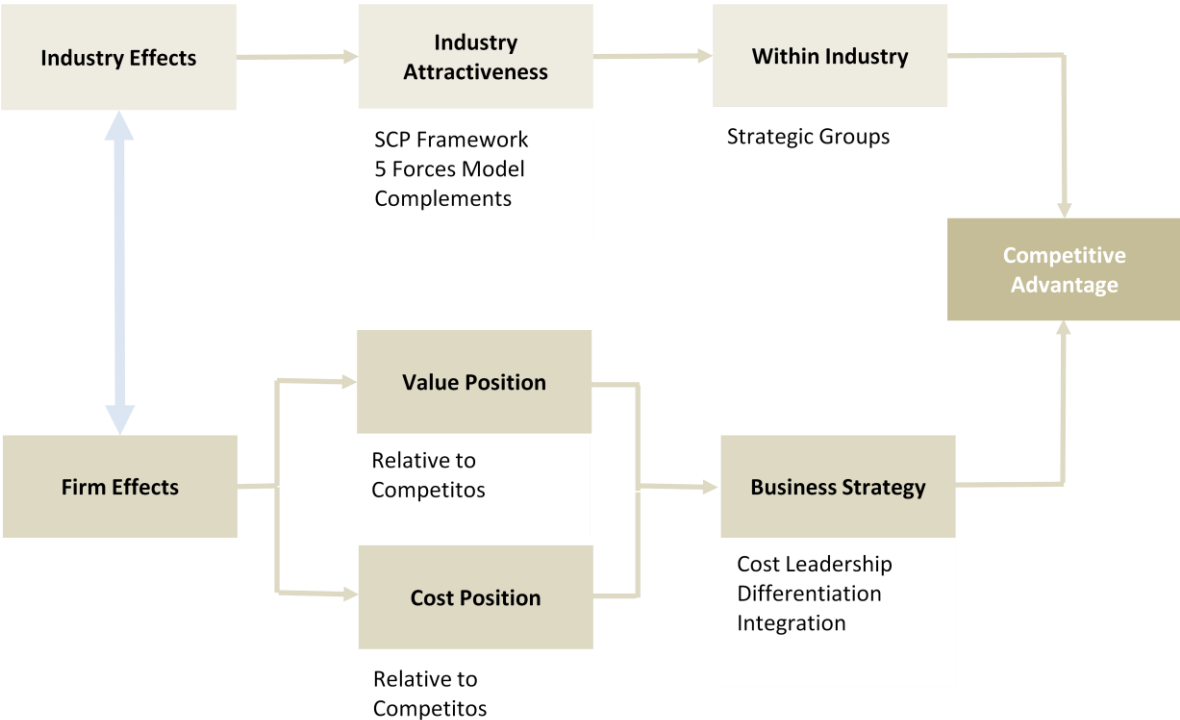 Industry Effects
Industry
Attractiveness
Within Industry
SCP Framework
5 Forces Model
Complements
Strategic Groups
Competitive
Advantage
Value Position
Relative to
Competitos
Firm Effects
Business Strategy
Cost Position
Cost Leadership
Differentiation
Integration
Relative to
Competitos